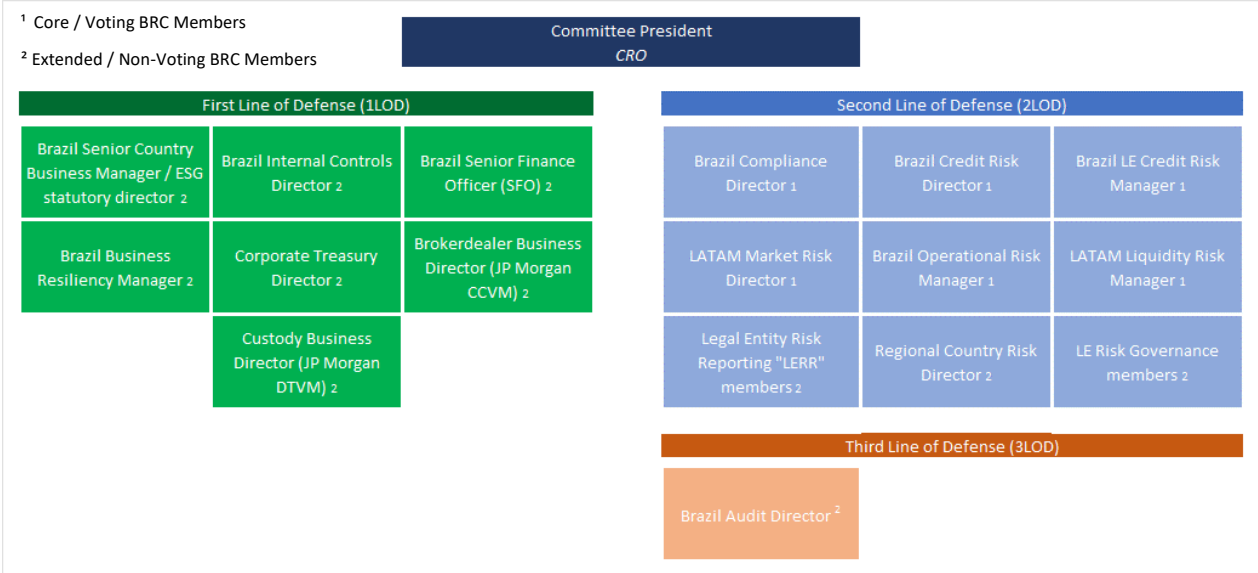 ¹ Core / Voting BRC Members
² Extended / Non-Voting BRC Members
Committee President
CRO
First Line of Defense (1LOD)
Brazil Senior Country
Business Manager / ESG
statutory director 2
Brazil Internal Controls
Director 2
Brazil Senior Finance
Officer (SFO) 2
Brazil Business
Resiliency Manager 2
Corporate Treasury
Director 2
Brokerdealer Business
Director (JP Morgan
CCVM) 2
Custody Business
Director (JP Morgan
DTVM) 2
Second Line of Defense (2LOD)
Brazil Compliance
Director 1
Brazil Credit Risk
Director 1
Brazil LE Credit Risk
Manager 1
LATAM Market Risk
Director 1
Brazil Operational Risk
Manager 1
LATAM Liquidity Risk
Manager 1
Legal Entity Risk
Reporting "LERR"
members 2
Regional Country Risk
Director 2
LE Risk Governance
members 2
Third Line of Defense (3LOD)
Brazil Audit Director ²